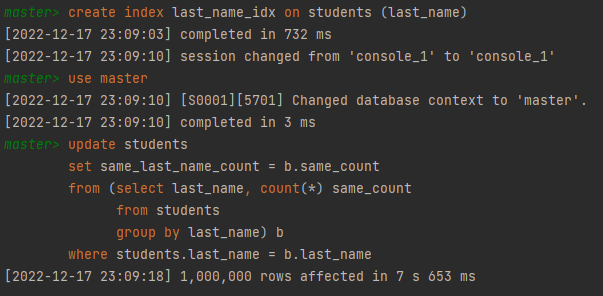 master> create index last_name_idx on students (last_name)
[2022-12-17 23:09:03] completed in 732 ms
[2022-12-17 23:09:10] session changed from 'console_1' to 'console_1'
master> use master
[2022-12-17 23:09:10] [S0001][5701] Changed database context to 'master'.
[2022-12-17 23:09:10] completed in 3 ms
master> update students
set same_last_name_count = b.same_count
from (select last_name, count(*) same_count
from students
group by last_name) b
where students.last_name = b.last_name
[2022-12-17 23:09:18] 1,000,000 rows affected in 7 s 653 ms